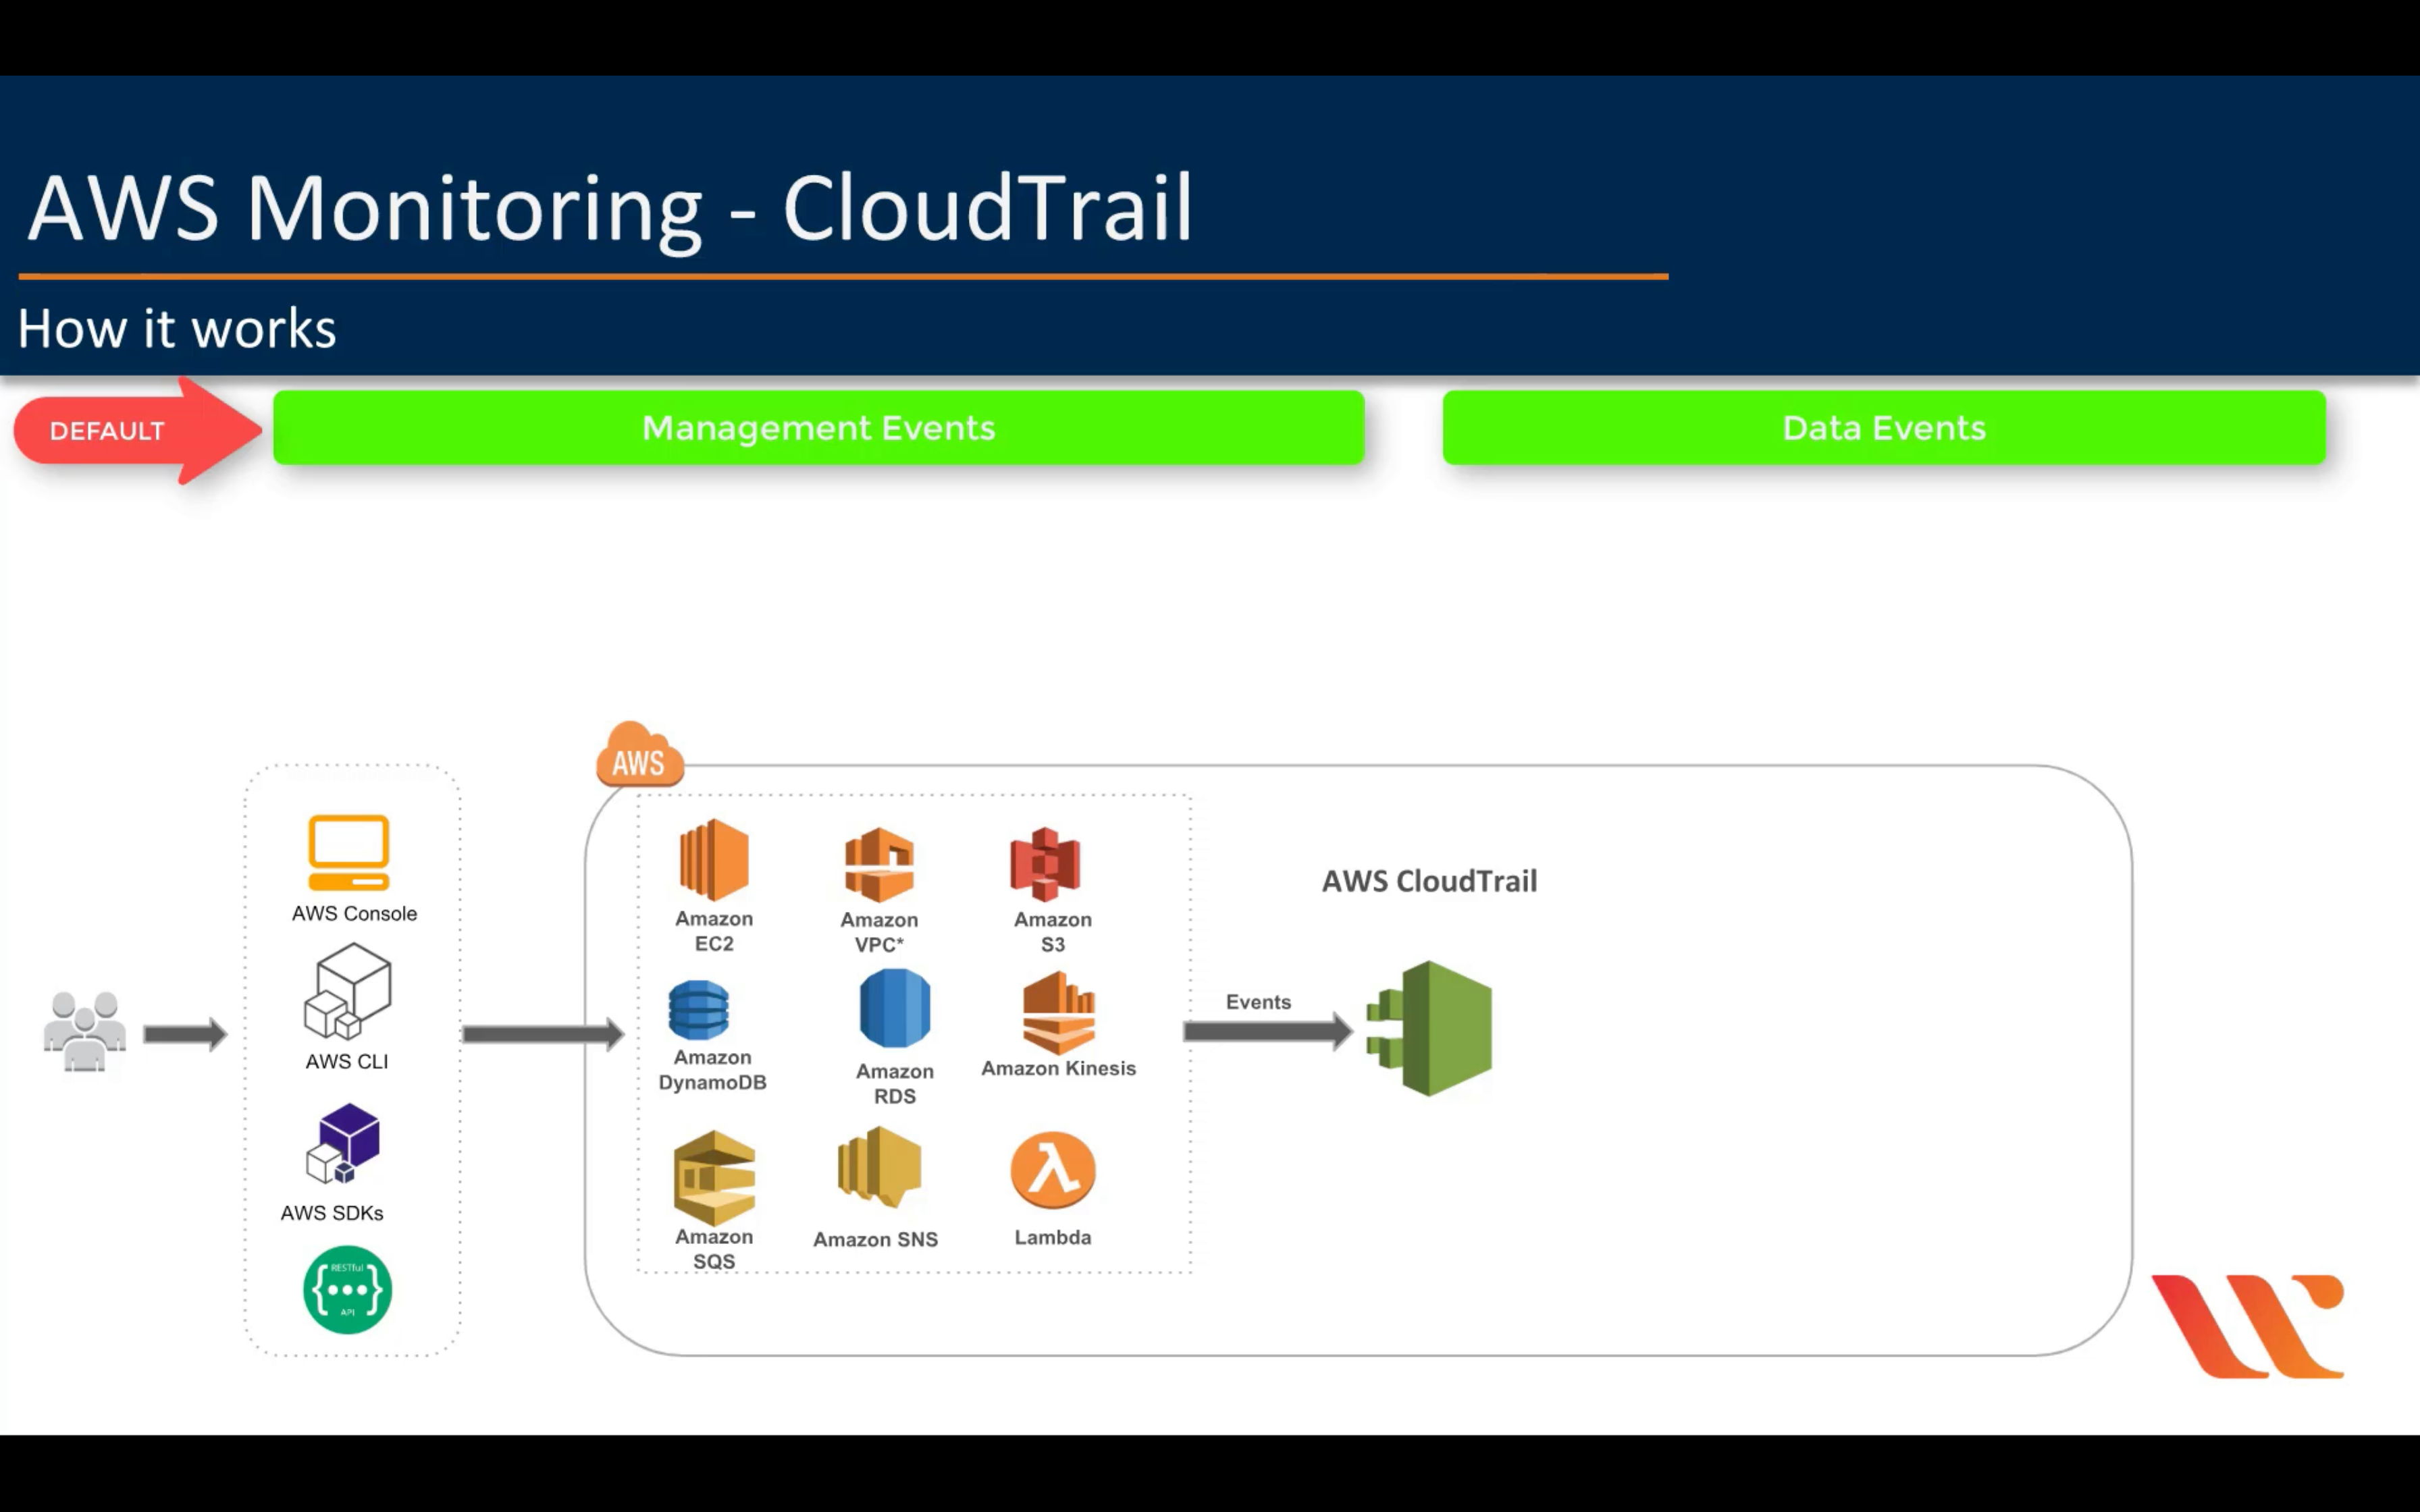 AWS Monitoring - CloudTrail
How it works
DEFAULT
Management Events
Data Events
AWS
AWS Console
AWS CLI
AWS SDKs
RESTful
API
Amazon
EC2
Amazon
VPC*
Amazon
S3
Amazon
DynamoDB
Amazon
RDS
Amazon Kinesis
Amazon
SQS
Amazon SNS
Lambda
Events
AWS CloudTrail